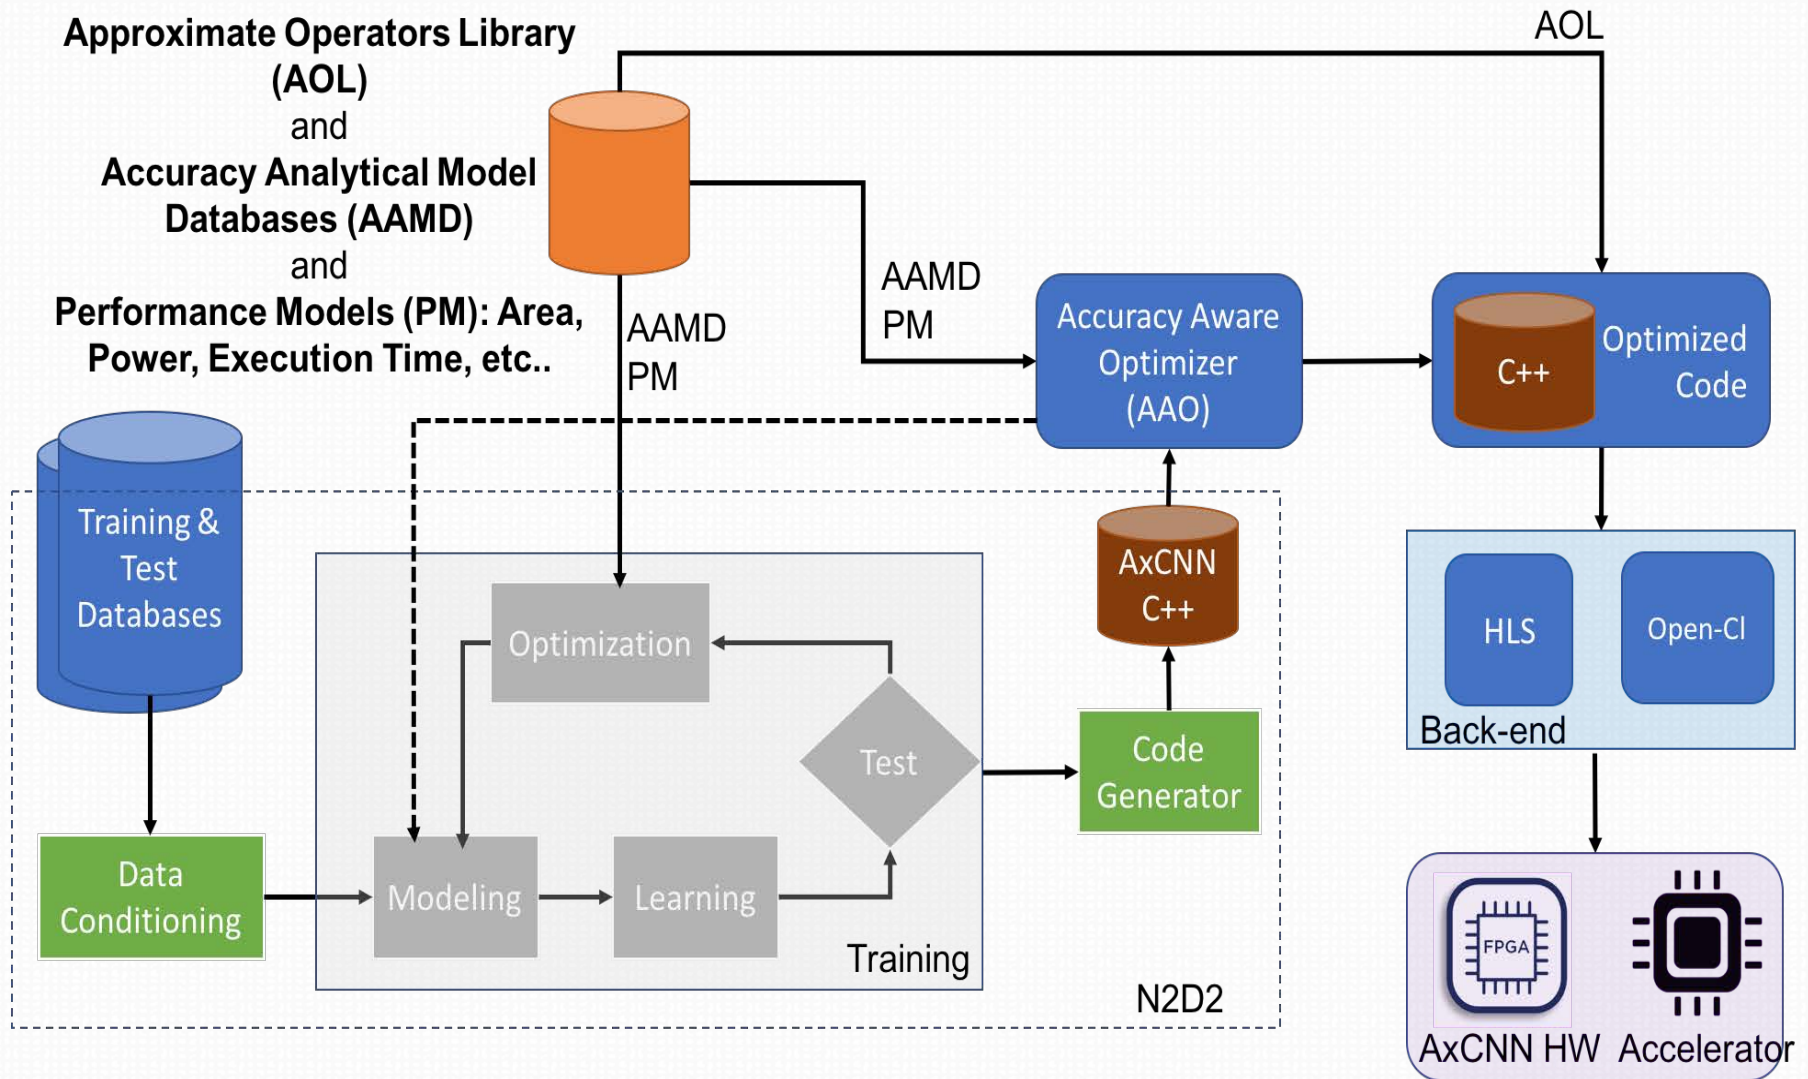 Approximate Operators Library
(AOL)
and
Accuracy Analytical Model
Databases (AAMD)
and
Performance Models (PM): Area,
Power, Execution Time, etc..
AOL
AAMD
PM
AAMD
PM
Accuracy Aware
Optimizer
(AAO)
C++
Optimized
Code
Training &
Test
Databases
AxCNN
C++
Optimization
HLS
Open-Cl
Back-end
Test
Code
Generator
Data
Conditioning
Modeling
Learning
Training
N2D2
FPGA
AxCNN HW Accelerator